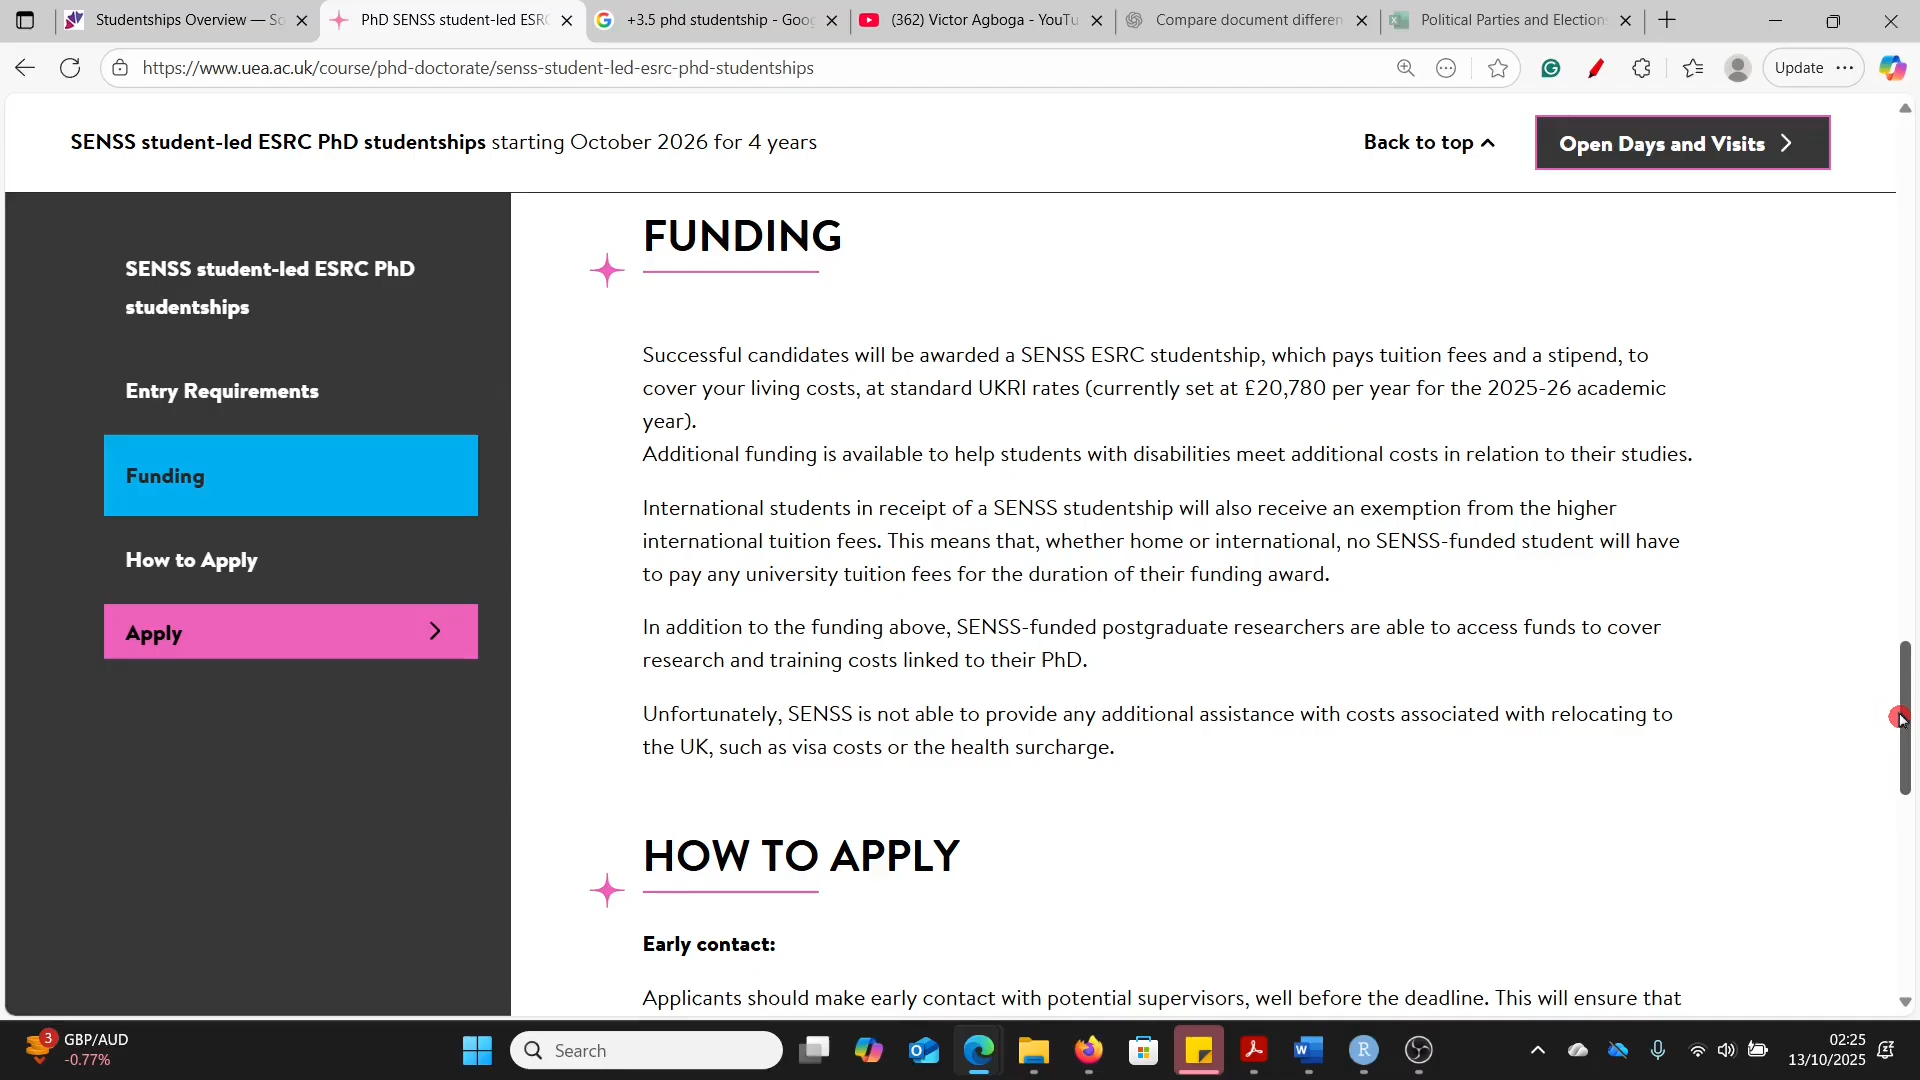 Studentships Overview — So
PhD SENSS student-led ESRC
+3.5 phd studentship - Goog
(362) Victor Agboga - YouTu
Compare document differen
Political Parties and Election
https://www.uea.ac.uk/course/phd-doctorate/senss-student-led-esrc-phd-studentships
Update
SENSS student-led ESRC PhD studentships starting October 2026 for 4 years
Back to top
Open Days and Visits
SENSS student-led ESRC PhD
studentships
Entry Requirements
Funding
How to Apply
Apply
FUNDING
Successful candidates will be awarded a SENSS ESRC studentship, which pays tuition fees and a stipend, to
cover your living costs, at standard UKRI rates (currently set at £20,780 per year for the 2025-26 academic
year).
Additional funding is available to help students with disabilities meet additional costs in relation to their studies.
International students in receipt of a SENSS studentship will also receive an exemption from the higher
international tuition fees. This means that, whether home or international, no SENSS-funded student will have
to pay any university tuition fees for the duration of their funding award.
In addition to the funding above, SENSS-funded postgraduate researchers are able to access funds to cover
research and training costs linked to their PhD.
Unfortunately, SENSS is not able to provide any additional assistance with costs associated with relocating to
the UK, such as visa costs or the health surcharge.
HOW TO APPLY
Early contact:
Applicants should make early contact with potential supervisors, well before the deadline. This will ensure that
3
GBP/AUD
-0.77%
Search
02:25
13/10/2025